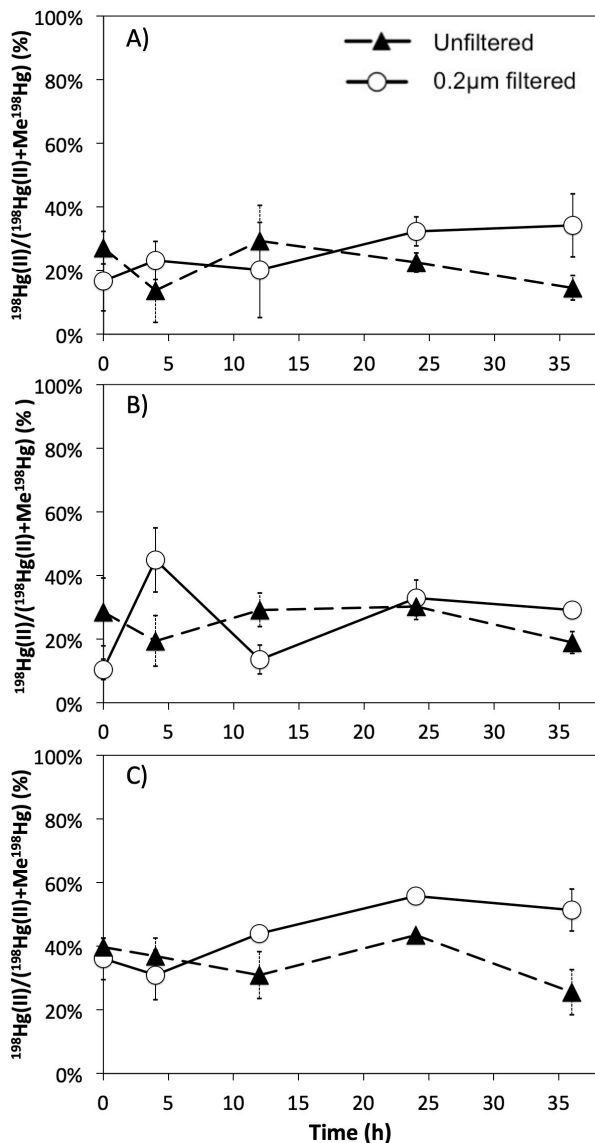 100%
A)
Unfiltered
80%
0.2µm filtered
60%
40%
20%
0%
¹⁹⁸Hg(II)/(¹⁹⁸Hg(II)+Me¹⁹⁸Hg) (%)
0 5 10 15 20 25 30 35
100%
B)
80%
60%
40%
20%
0%
¹⁹⁸Hg(II)/(¹⁹⁸Hg(II)+Me¹⁹⁸Hg) (% )
0 5 10 15 20 25 30 35
100%
C)
80%
60%
40%
20%
0%
¹⁹⁸Hg(II)/(¹⁹⁸Hg(II)+Me¹⁹⁸Hg) (%)
0 5 10 15 20 25 30 35
Time (h)